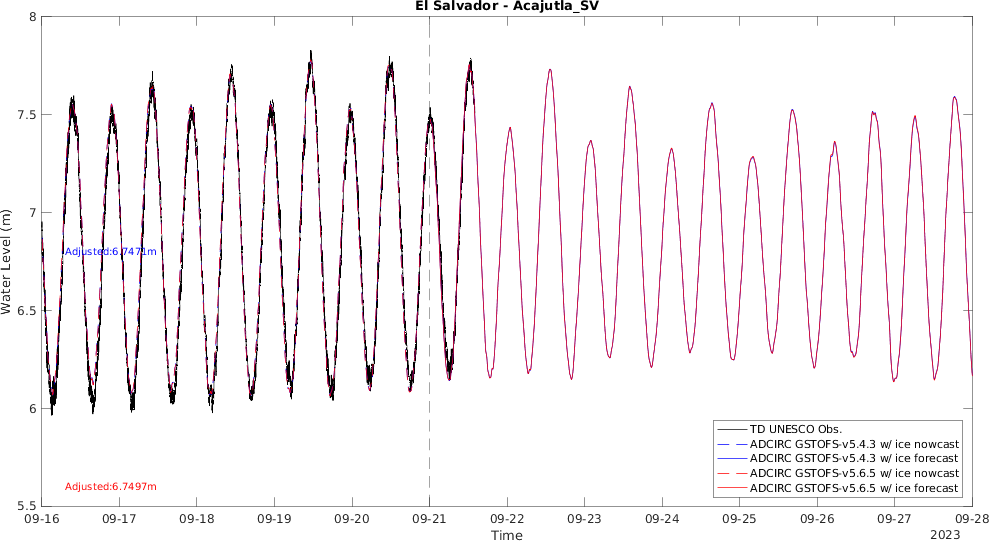 El Salvador - Acajutla_SV
8
7.5
7
6.5
6
5.5
Water Level (m)
Adjusted:6.7471m
Adjusted:6.7497m
TD UNESCO Obs.
ADCIRC GSTOFS-v5.4.3 w/ ice nowcast
ADCIRC GSTOFS-v5.4.3 w/ ice forecast
ADCIRC GSTOFS-v5.6.5 w/ ice nowcast
ADCIRC GSTOFS-v5.6.5 w/ ice forecast
09-16 09-17 09-18 09-19 09-20 09-21 09-22 09-23 09-24 09-25 09-26 09-27 09-28
Time
2023